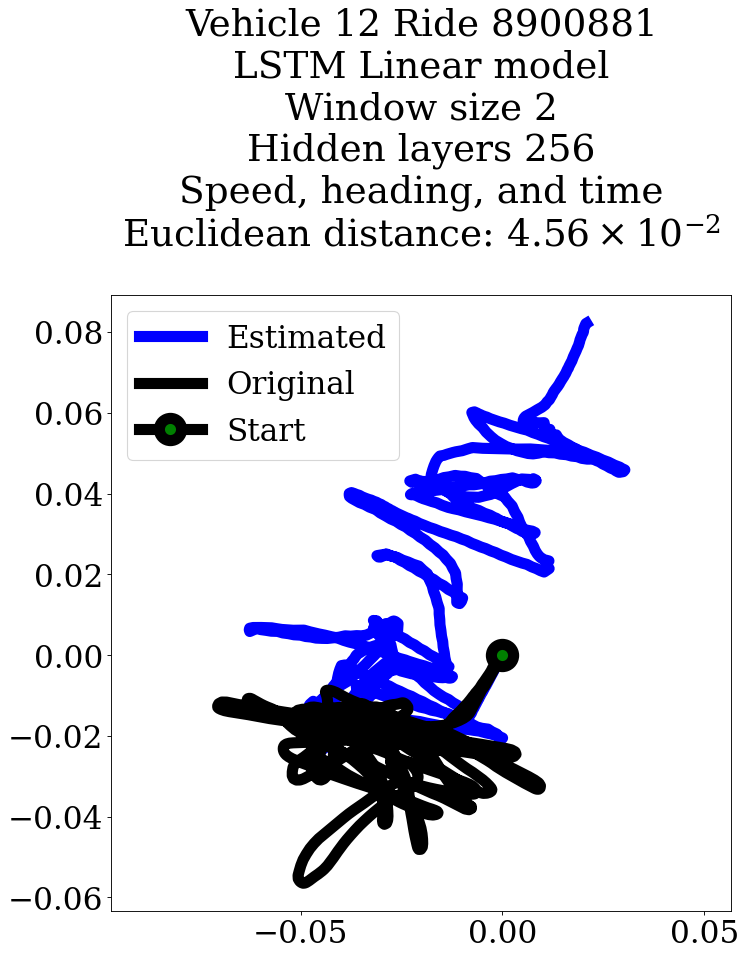 Vehicle 12 Ride 8900881
LSTM Linear model
Window size 2
Hidden layers 256
Speed, heading, and time
Euclidean distance: 4.56 × 10⁻²
Estimated
Original
Start
0.08
0.06
0.04
0.02
0.00
−0.02
−0.04
−0.06
−0.05
0.00
0.05